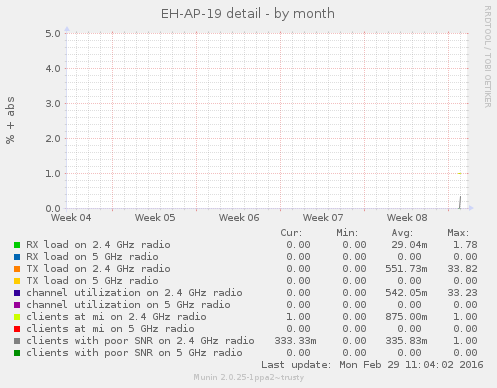 EH-AP-19 detail - by month
RRDTOOL / TOBI OETIKER
% + abs
5.0
4.0
3.0
2.0
1.0
0.0
Week 04 Week 05 Week 06 Week 07 Week 08
Cur: Min: Avg: Max:
RX load on 2.4 GHz radio 0.00 0.00 29.04m 1.78
RX load on 5 GHz radio 0.00 0.00 0.00 0.00
TX load on 2.4 GHz radio 0.00 0.00 551.73m 33.82
TX load on 5 GHz radio 0.00 0.00 0.00 0.00
channel utilization on 2.4 GHz radio 0.00 0.00 542.05m 33.23
channel utilization on 5 GHz radio 0.00 0.00 0.00 0.00
clients at mi on 2.4 GHz radio 1.00 0.00 875.00m 1.00
clients at mi on 5 GHz radio 0.00 0.00 0.00 0.00
clients with poor SNR on 2.4 GHz radio 333.33m 0.00 335.83m 1.00
clients with poor SNR on 5 GHz radio 0.00 0.00 0.00 0.00
Last update: Mon Feb 29 11:04:02 2016
Munin 2.0.25-1ppa2~trusty